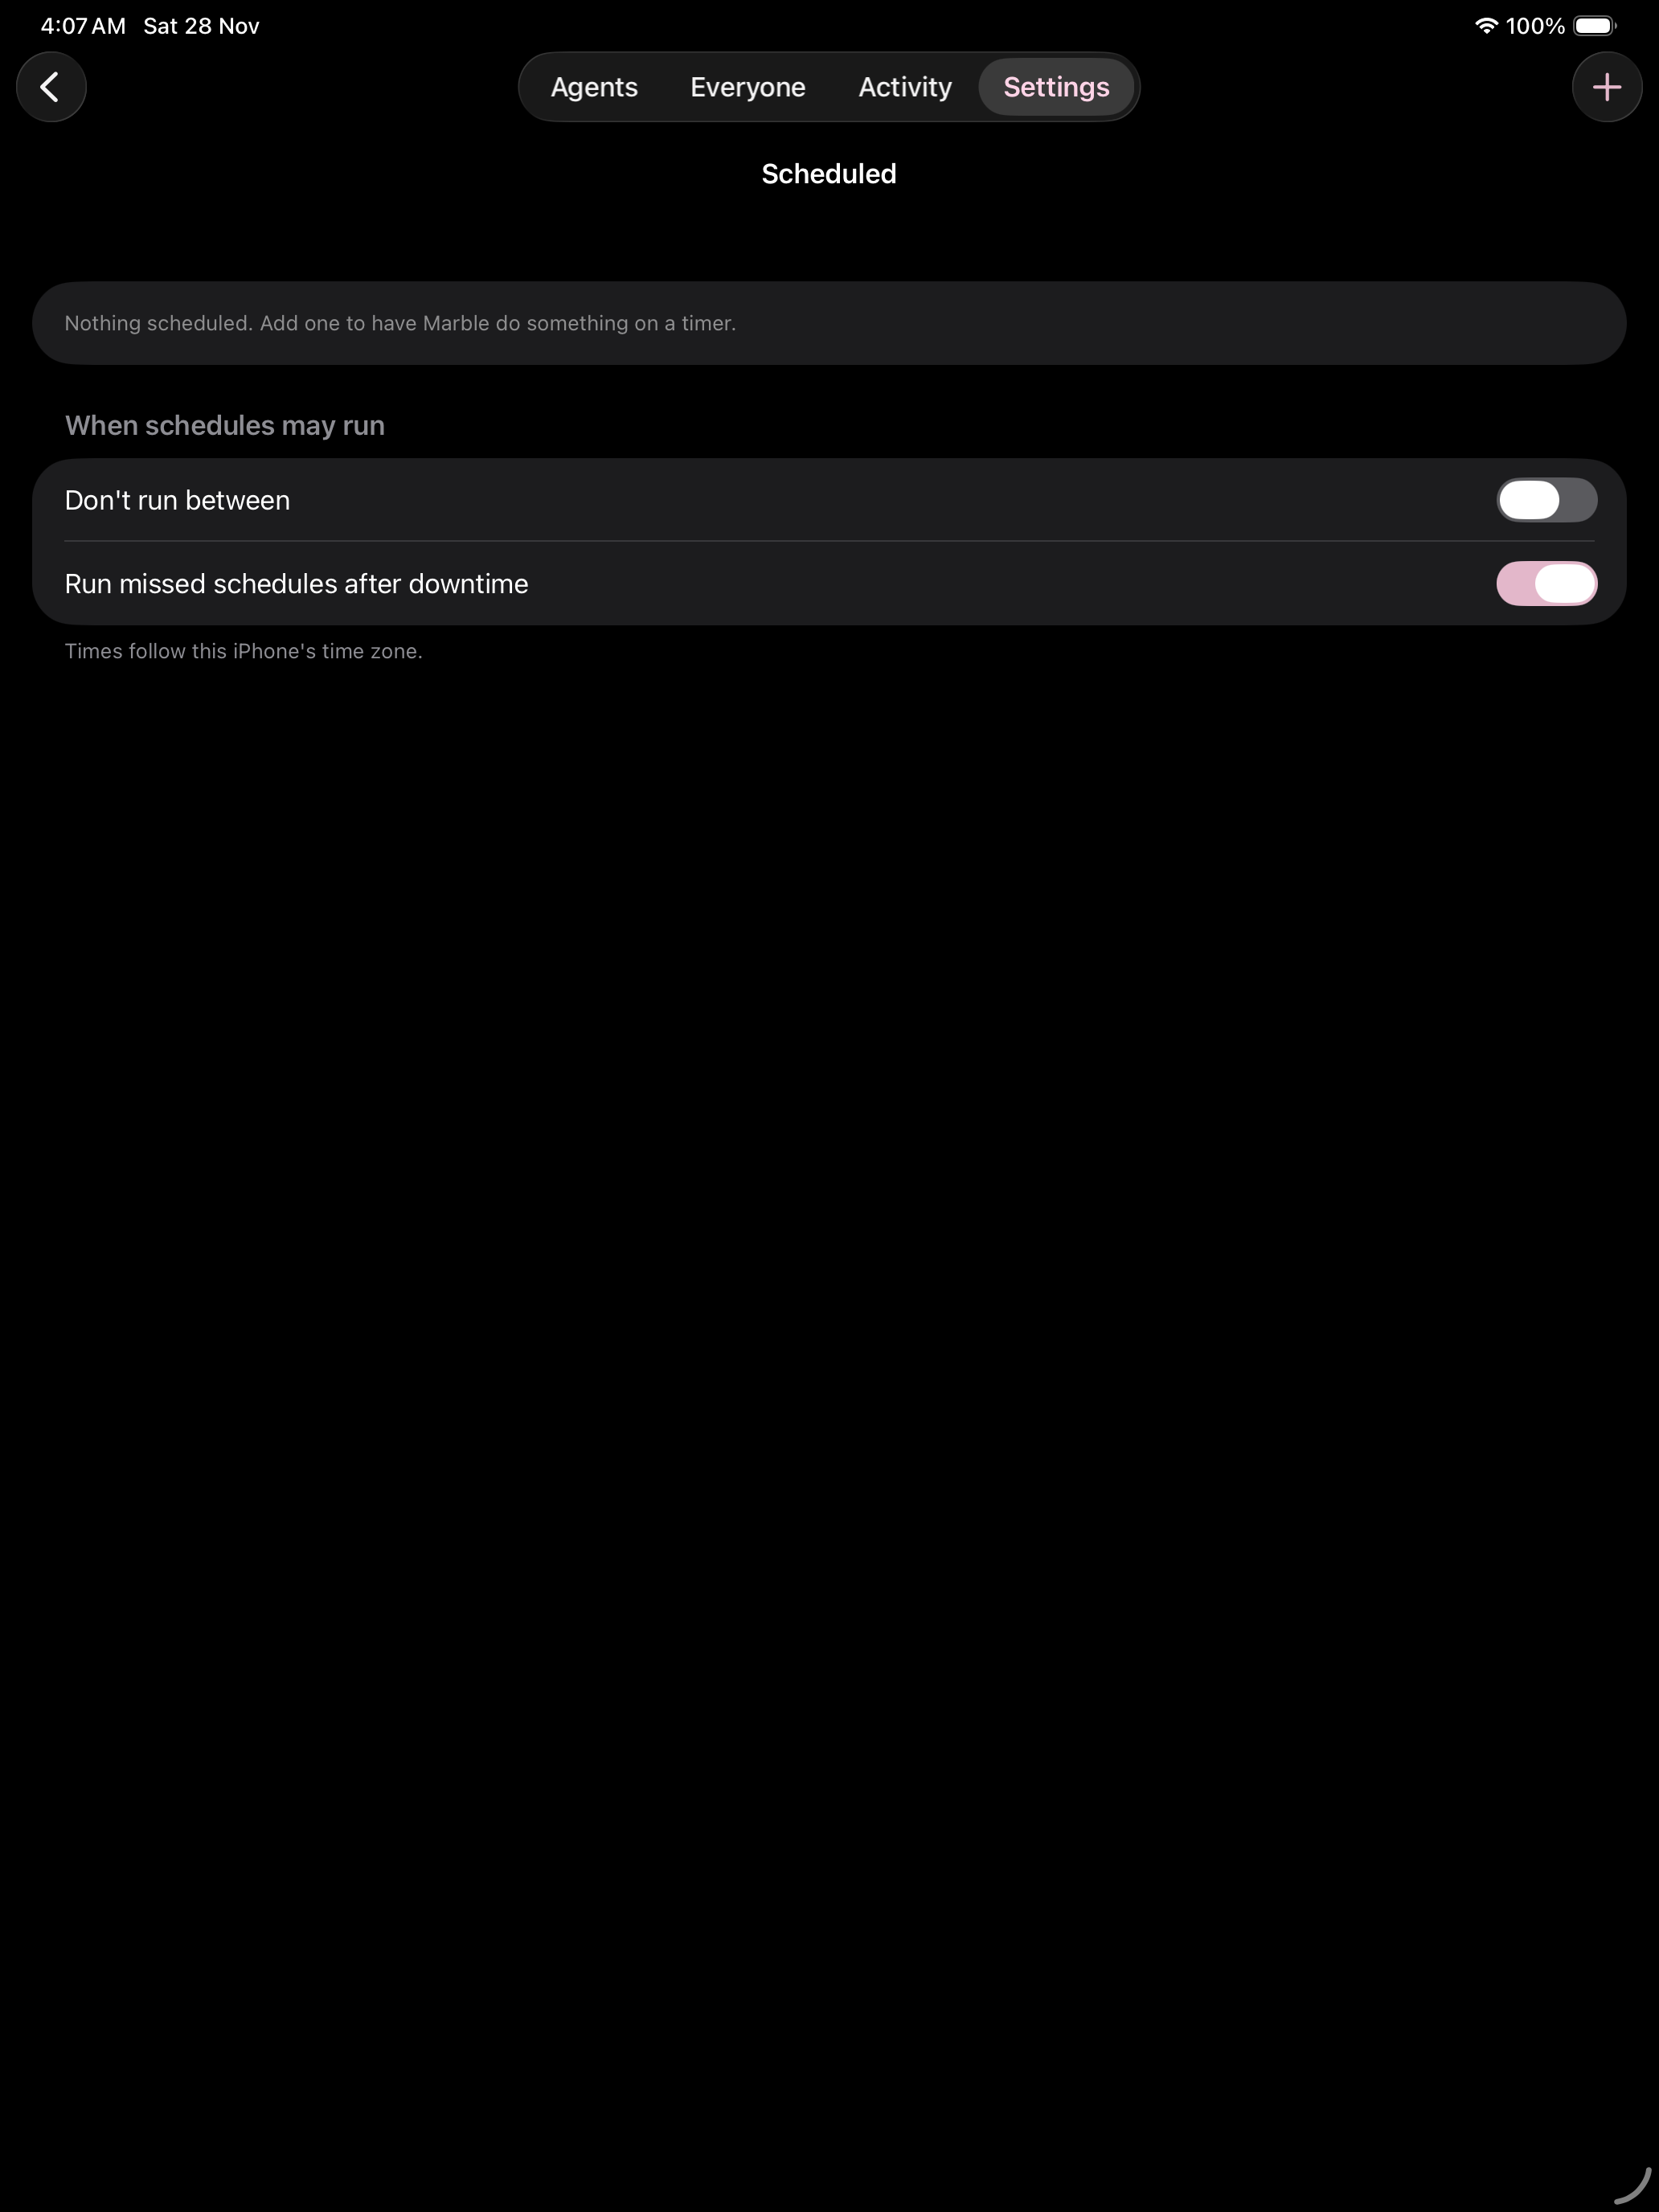 4:07 AM Sat 28 Nov 100%
Agents Everyone Activity Settings
Scheduled
Nothing scheduled. Add one to have Marble do something on a timer.
When schedules may run
Don't run between
Run missed schedules after downtime
Times follow this iPhone's time zone.